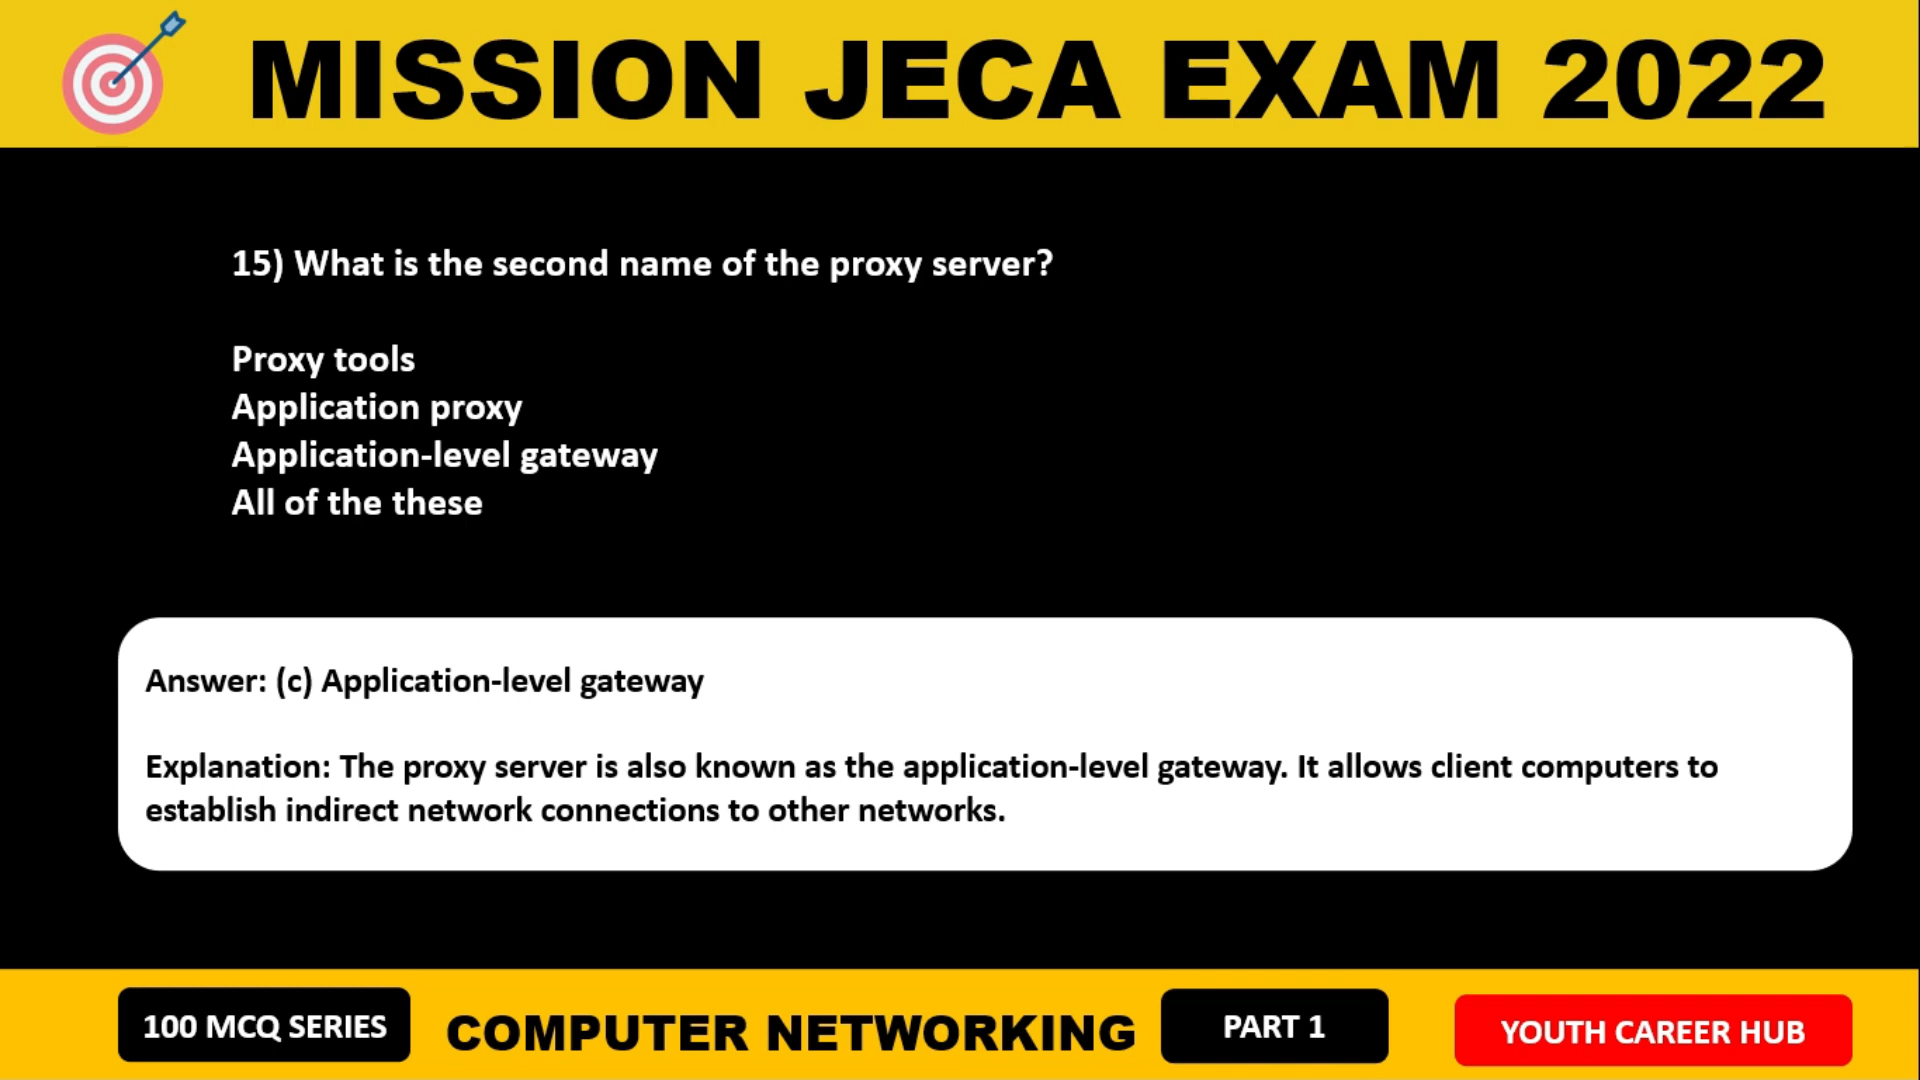 MISSION JECA EXAM 2022
15) What is the second name of the proxy server?
Proxy tools
Application proxy
Application-level gateway
All of the these
Answer: (c) Application-level gateway
Explanation: The proxy server is also known as the application-level gateway. It allows client computers to
establish indirect network connections to other networks.
100 MCQ SERIES
COMPUTER NETWORKING
PART 1
YOUTH CAREER HUB